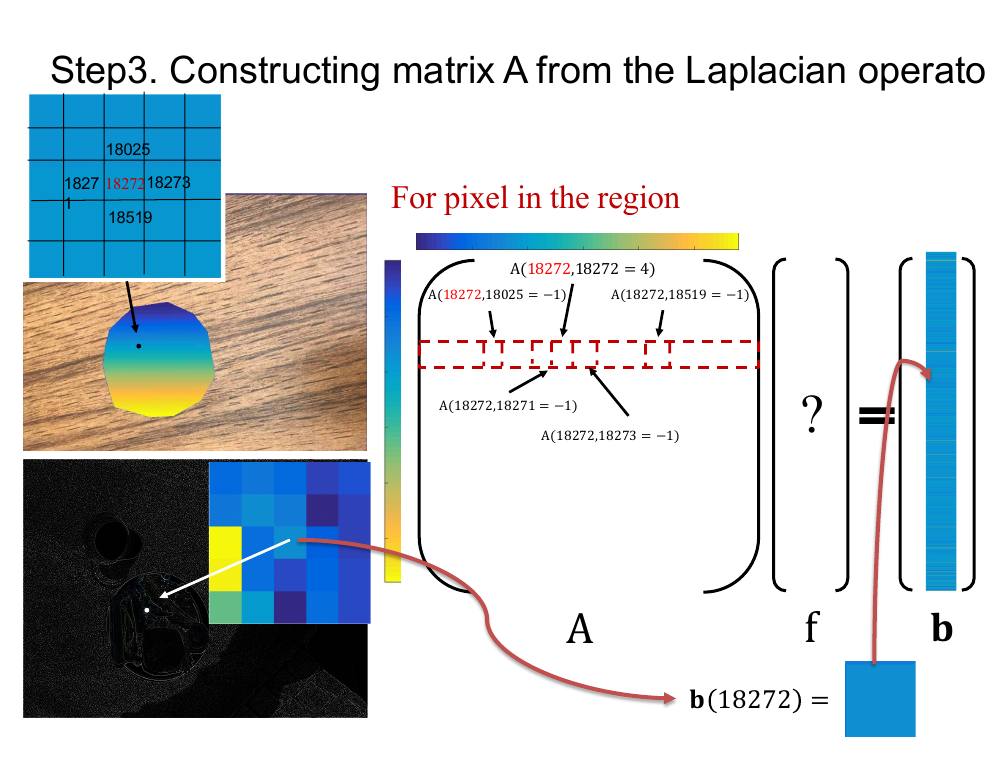 Step3. Constructing matrix A from the Laplacian operato
18025
1827
1
18272
18273
18519
For pixel in the region
A(18272,18272 = 4)
A(18272,18025 = −1)
A(18272,18519 = −1)
A(18272,18271 = −1)
A(18272,18273 = −1)
?
=
A
f
b
b(18272) =